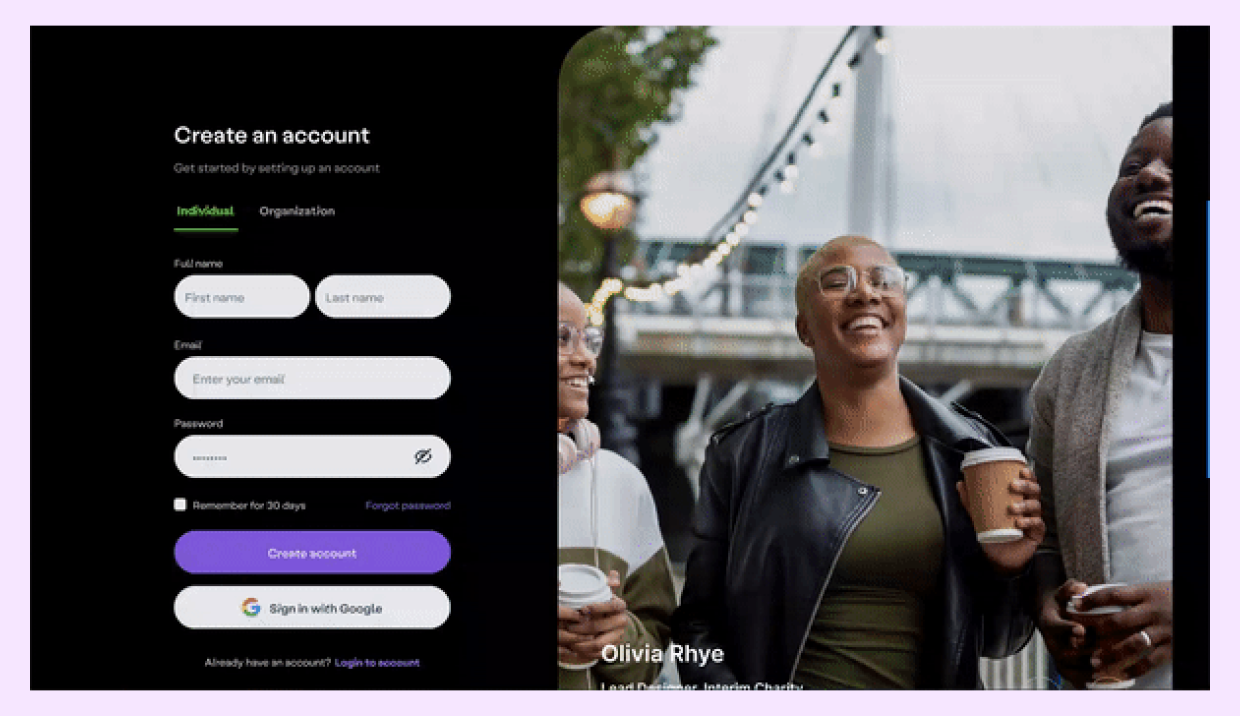 Create an account
Get started by setting up an account
Individual Organization
Full name
First name Last name
Email
Enter your email
Password
Remember for 30 days Forgot password
Create account
Sign in with Google
Already have an account? Login to account
Olivia Rhye
Lead Designer, Interim Charity